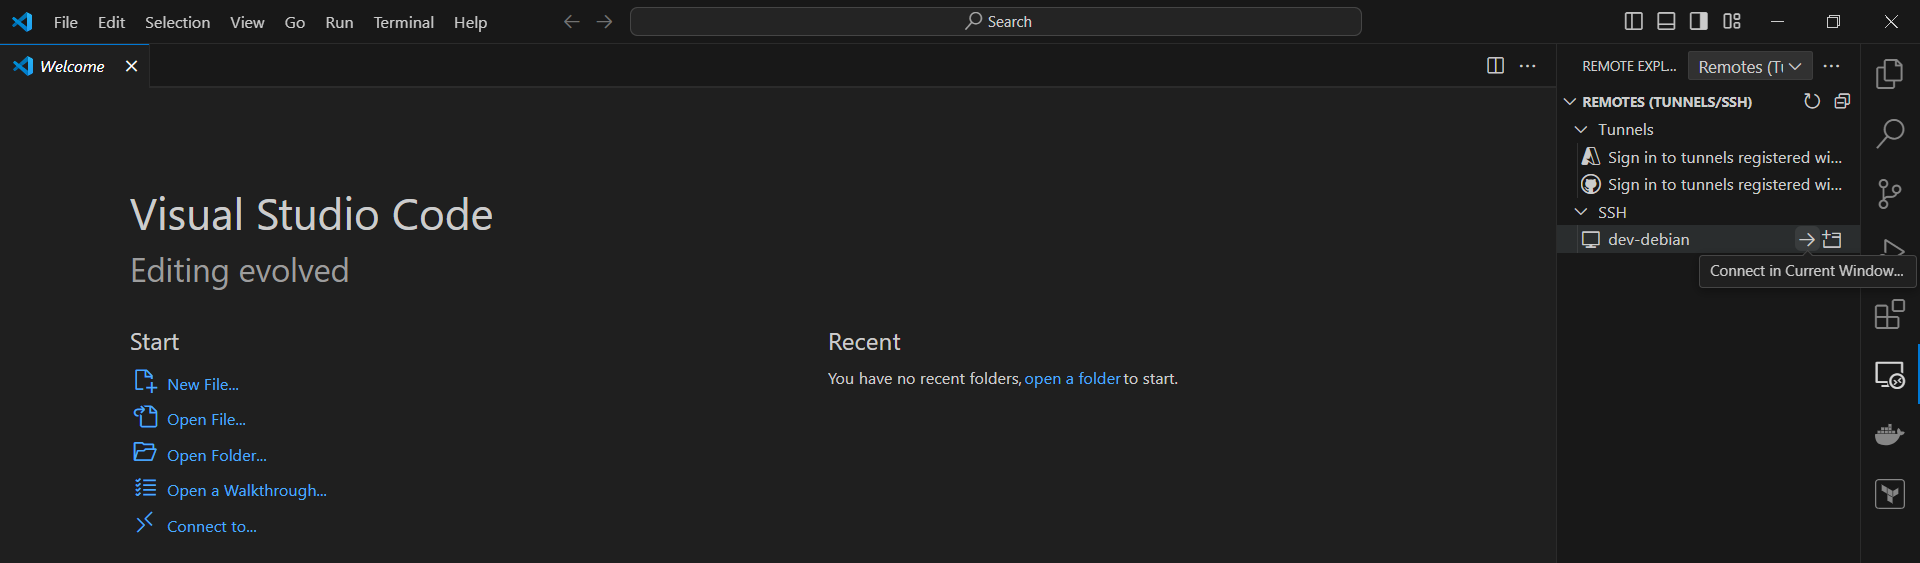 File Edit Selection View Go Run Terminal Help Search
Welcome
REMOTE EXPL... Remotes (Tu
REMOTES (TUNNELS/SSH)
Tunnels
Sign in to tunnels registered wi...
Sign in to tunnels registered wi...
SSH
dev-debian
Connect in Current Window...
Visual Studio Code
Editing evolved
Start
New File...
Open File...
Open Folder...
Open a Walkthrough...
Connect to...
Recent
You have no recent folders, open a folder to start.